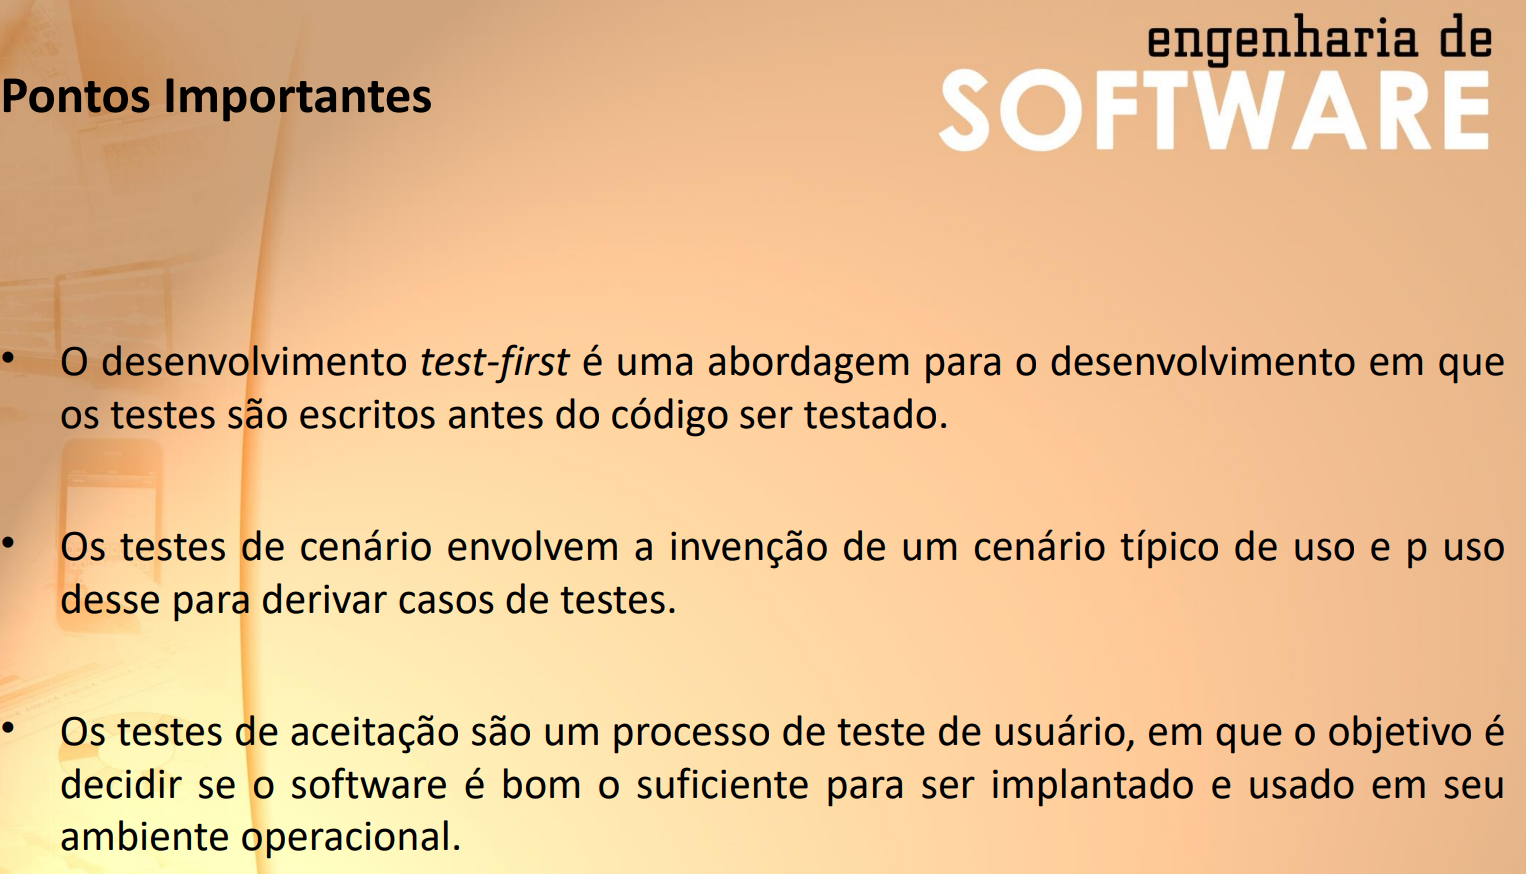 engenharia de
SOFTWARE
Pontos Importantes
• O desenvolvimento test-first é uma abordagem para o desenvolvimento em que
os testes são escritos antes do código ser testado.
• Os testes de cenário envolvem a invenção de um cenário típico de uso e p uso
desse para derivar casos de testes.
• Os testes de aceitação são um processo de teste de usuário, em que o objetivo é
decidir se o software é bom o suficiente para ser implantado e usado em seu
ambiente operacional.